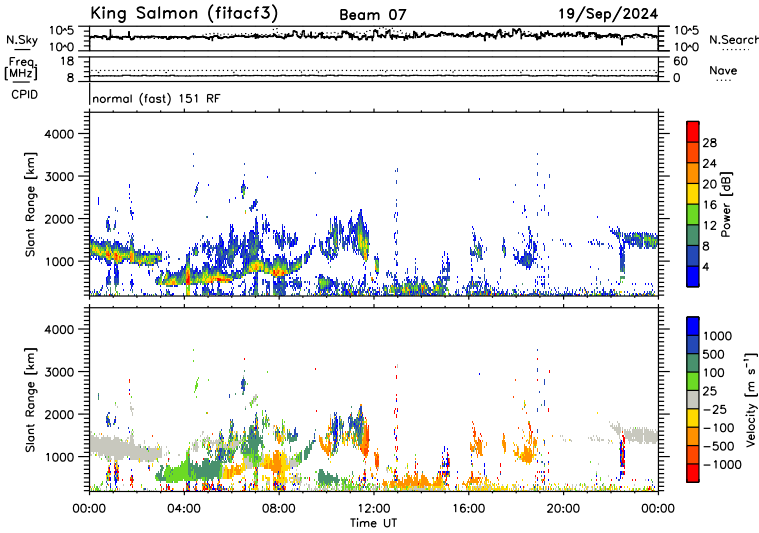 King Salmon (fitacf3) Beam 07 19/Sep/2024
N.Sky 10^5 10^0 10^5 10^0 N.Search
Freq. [MHz] 18 8 60 0 Nave
CPID normal (fast) 151 RF
Slant Range [km]
4000
3000
2000
1000
28
24
20
16
12
8
4
Power [dB]
Slant Range [km]
4000
3000
2000
1000
1000
500
100
25
-25
-100
-500
-1000
Velocity [m s⁻¹]
00:00 04:00 08:00 12:00 16:00 20:00 00:00
Time UT